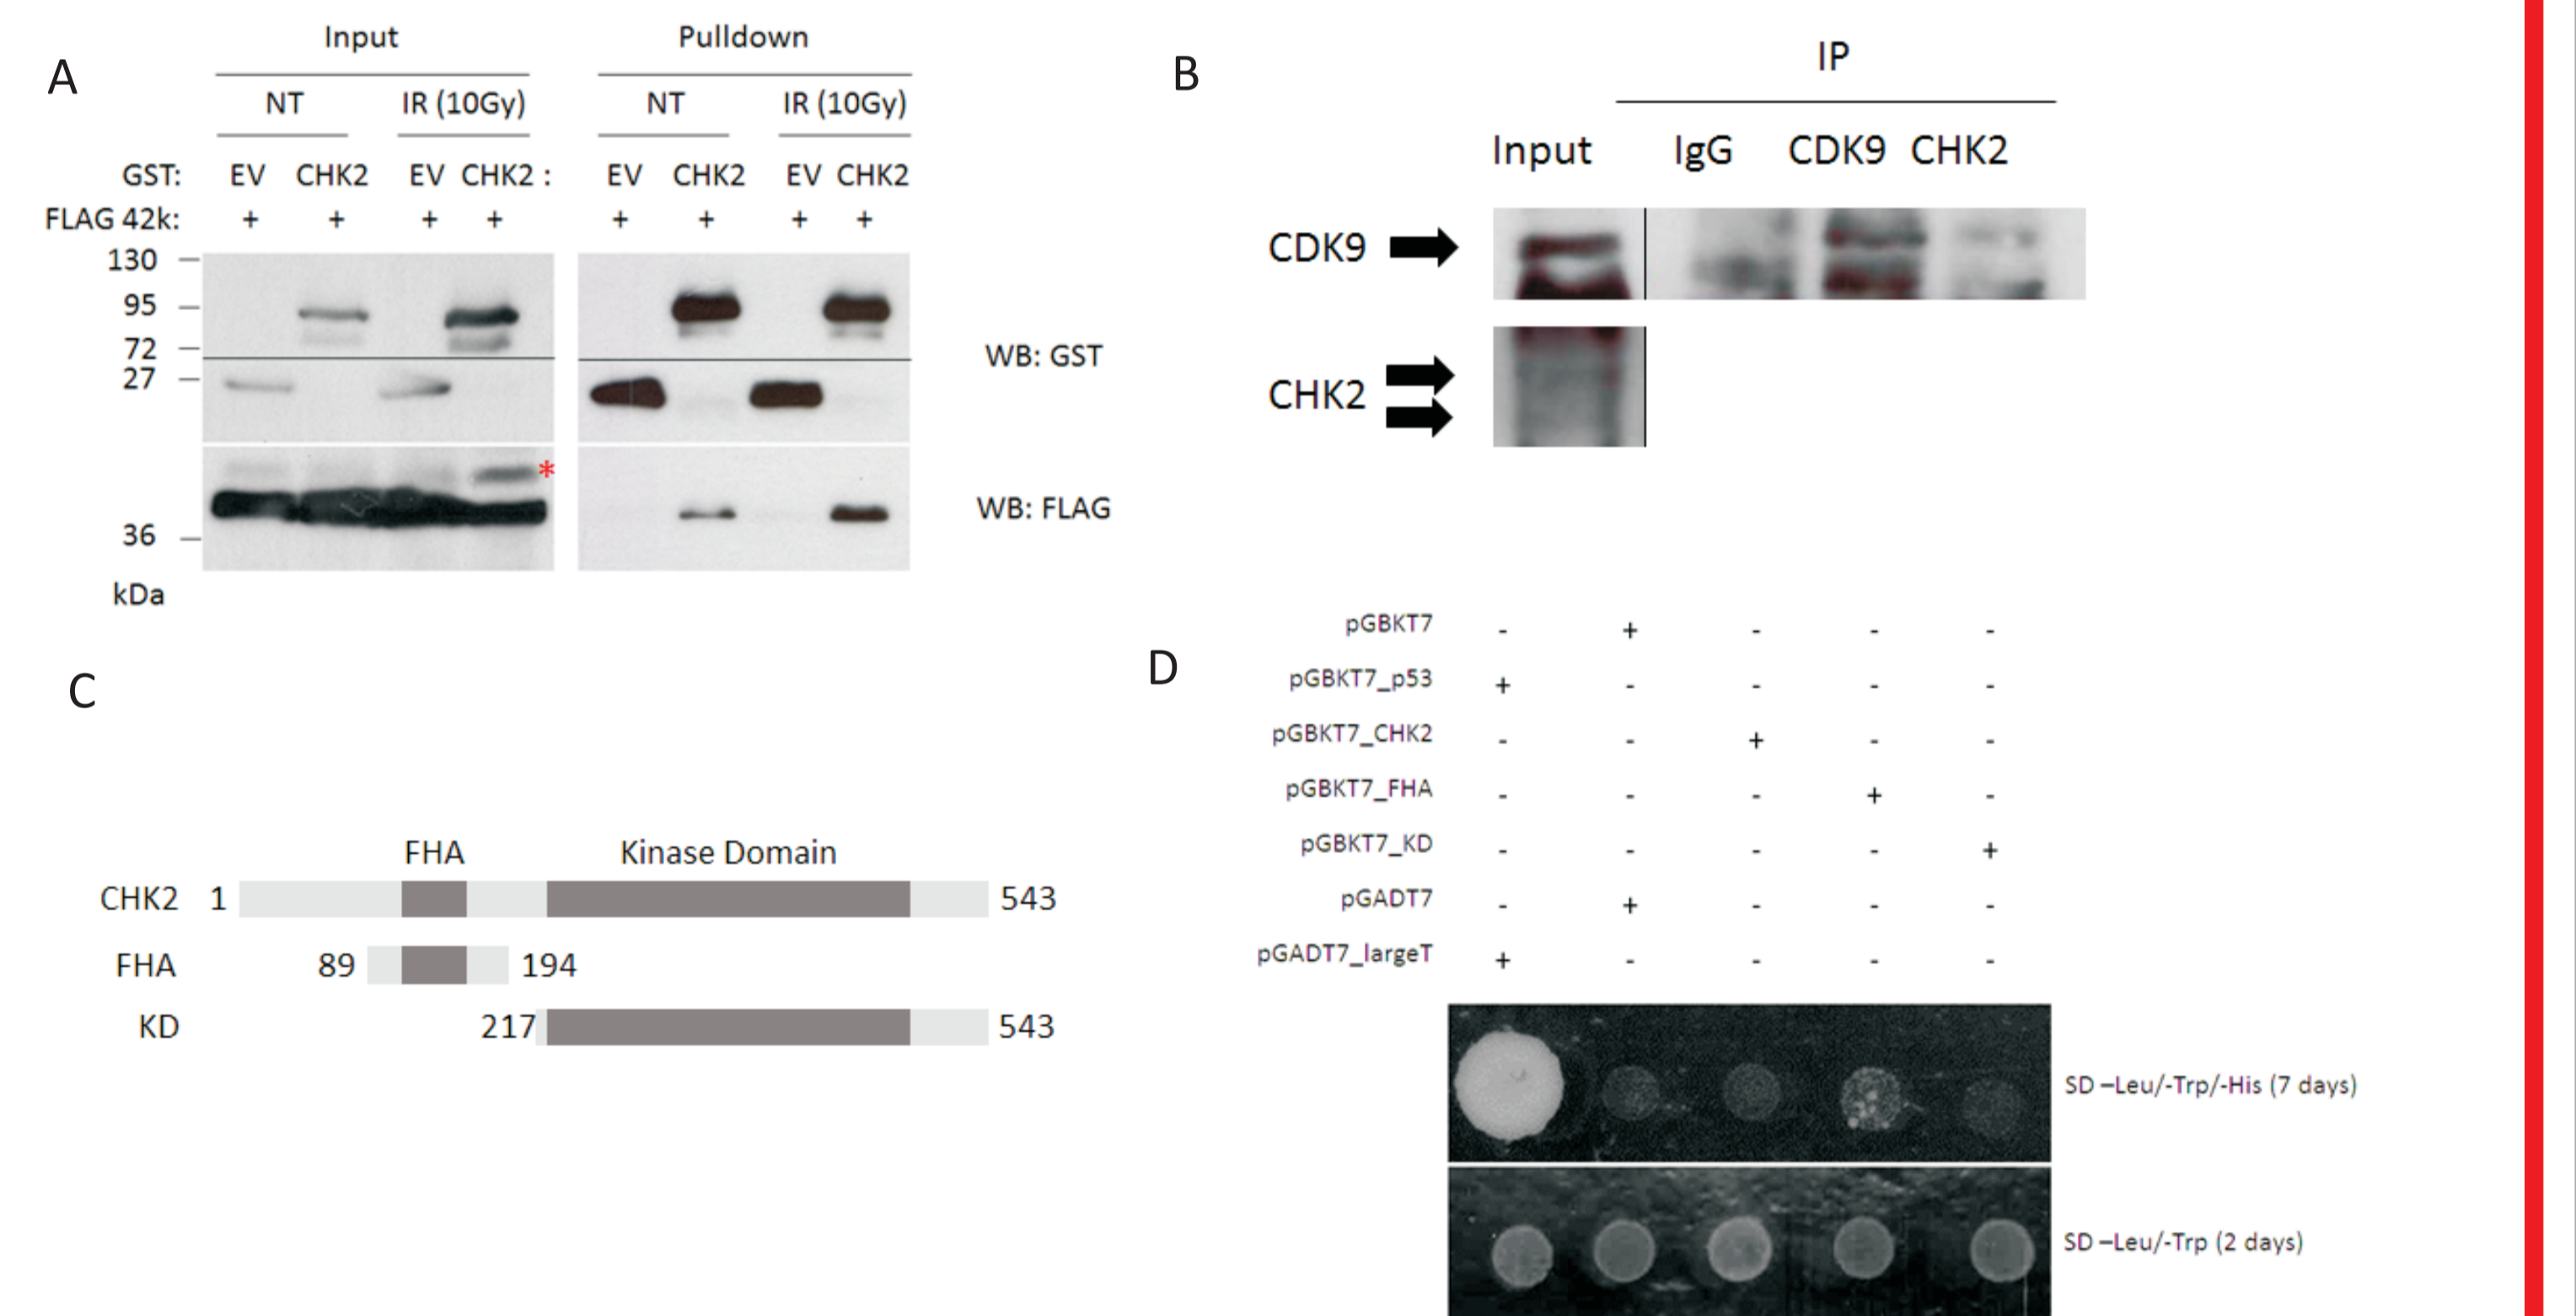 A
Input
Pulldown
NT
IR (10Gy)
NT
IR (10Gy)
GST: EV CHK2 EV CHK2 : EV CHK2 EV CHK2
FLAG 42k: + + + + + + + +
130
95
72
27
*
36
kDa
WB: GST
WB: FLAG
B
IP
Input IgG CDK9 CHK2
CDK9
CHK2
C
FHA Kinase Domain
CHK2 1 543
FHA 89 194
KD 217 543
D
pGBKT7 - + - - -
pGBKT7_p53 + - - - -
pGBKT7_CHK2 - - + - -
pGBKT7_FHA - - - + -
pGBKT7_KD - - - - +
pGADT7 - + - - -
pGADT7_largeT + - - - -
SD –Leu/-Trp/-His (7 days)
SD –Leu/-Trp (2 days)